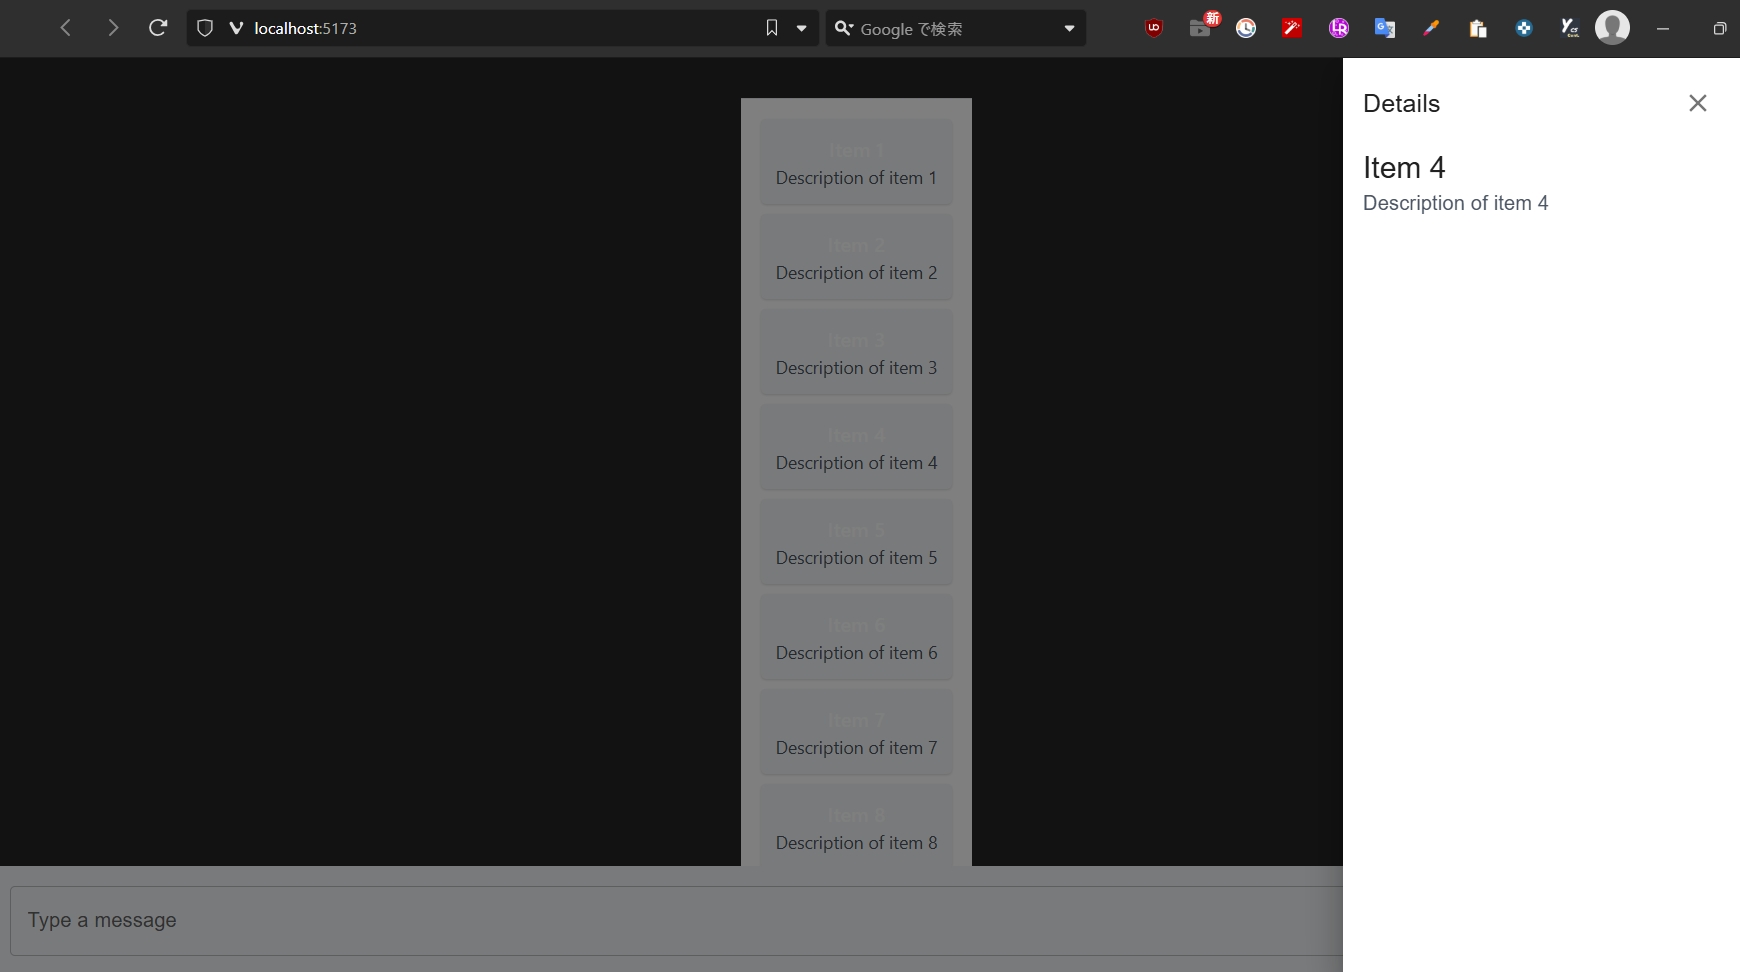 localhost:5173
Google で検索
新
Details
Item 4
Description of item 4
Item 1
Description of item 1
Item 2
Description of item 2
Item 3
Description of item 3
Item 4
Description of item 4
Item 5
Description of item 5
Item 6
Description of item 6
Item 7
Description of item 7
Item 8
Description of item 8
Type a message